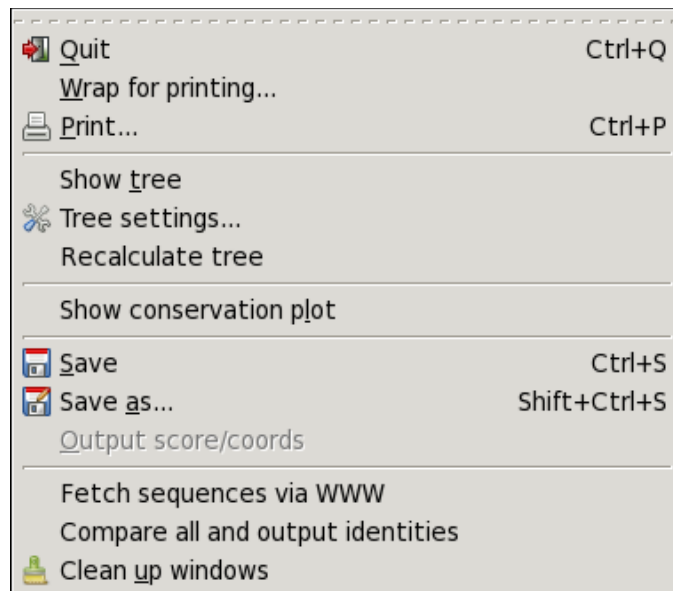 Quit Ctrl+Q
Wrap for printing...
Print... Ctrl+P
Show tree
Tree settings...
Recalculate tree
Show conservation plot
Save Ctrl+S
Save as... Shift+Ctrl+S
Output score/coords
Fetch sequences via WWW
Compare all and output identities
Clean up windows